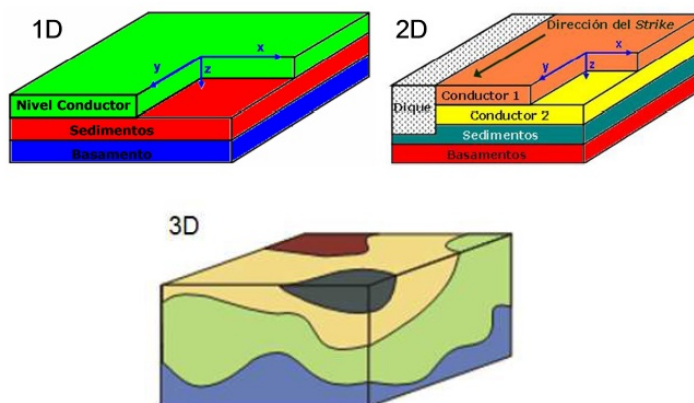 1D
x
y
z
Nivel Conductor
Sedimentos
Basamento
2D
Dirección del Strike
x
y
z
Conductor 1
Dique
Conductor 2
Sedimentos
Basamentos
3D